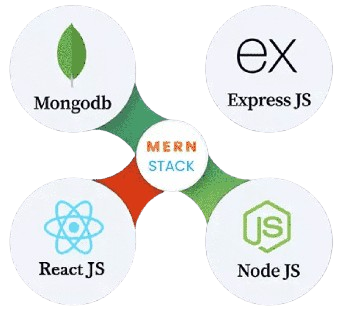 Mongodb
ex
Express JS
MERN
STACK
React JS
JS
Node JS